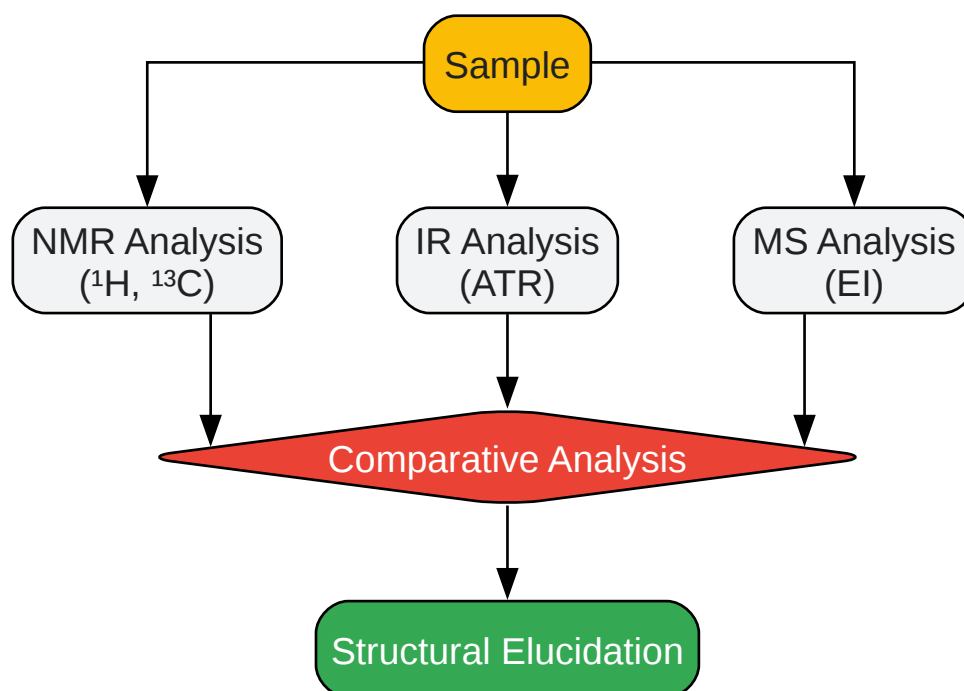 Sample
NMR Analysis
(¹H, ¹³C)
IR Analysis
(ATR)
MS Analysis
(EI)
Comparative Analysis
Structural Elucidation